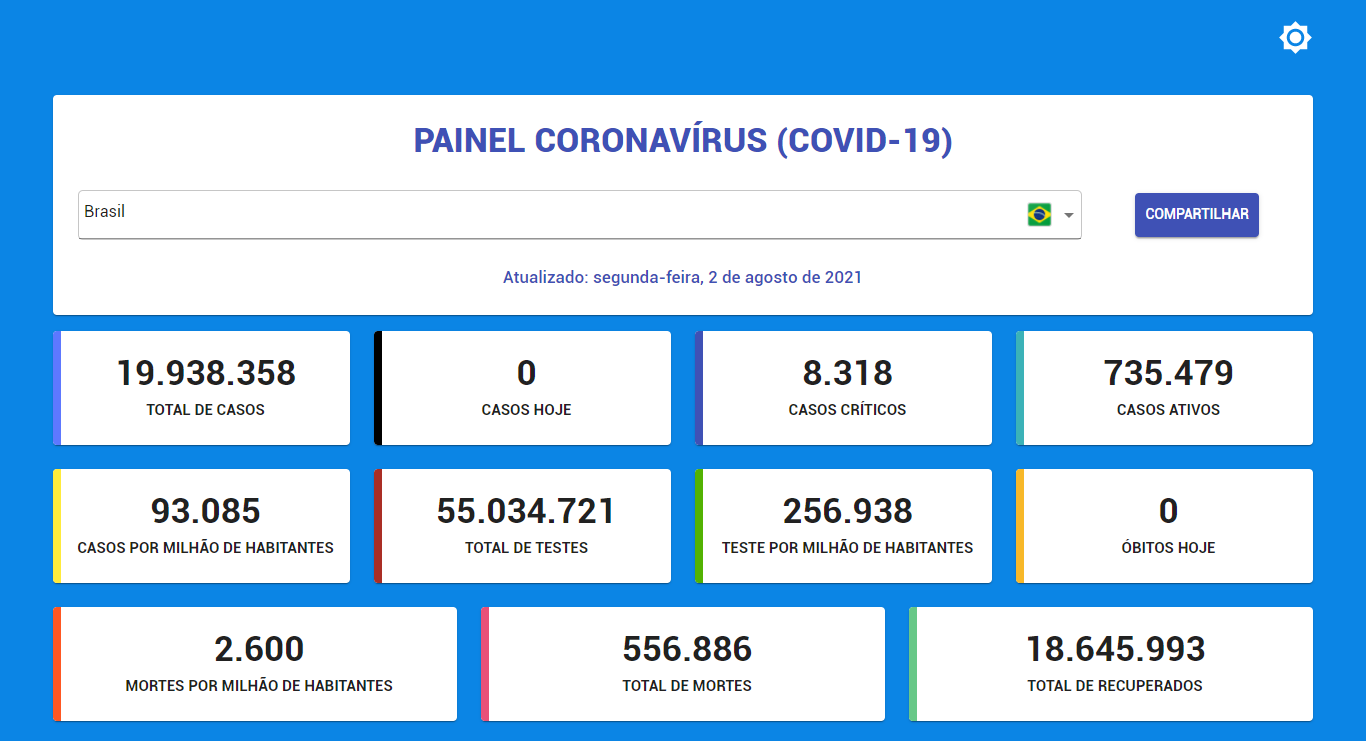 PAINEL CORONAVÍRUS (COVID-19)
Brasil
COMPARTILHAR
Atualizado: segunda-feira, 2 de agosto de 2021
19.938.358
TOTAL DE CASOS
0
CASOS HOJE
8.318
CASOS CRÍTICOS
735.479
CASOS ATIVOS
93.085
CASOS POR MILHÃO DE HABITANTES
55.034.721
TOTAL DE TESTES
256.938
TESTE POR MILHÃO DE HABITANTES
0
ÓBITOS HOJE
2.600
MORTES POR MILHÃO DE HABITANTES
556.886
TOTAL DE MORTES
18.645.993
TOTAL DE RECUPERADOS